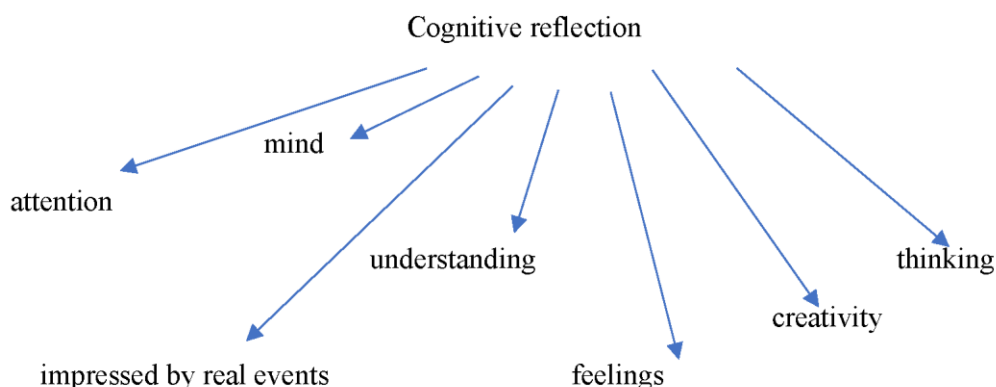 Cognitive reflection
mind
attention
understanding
thinking
creativity
impressed by real events
feelings